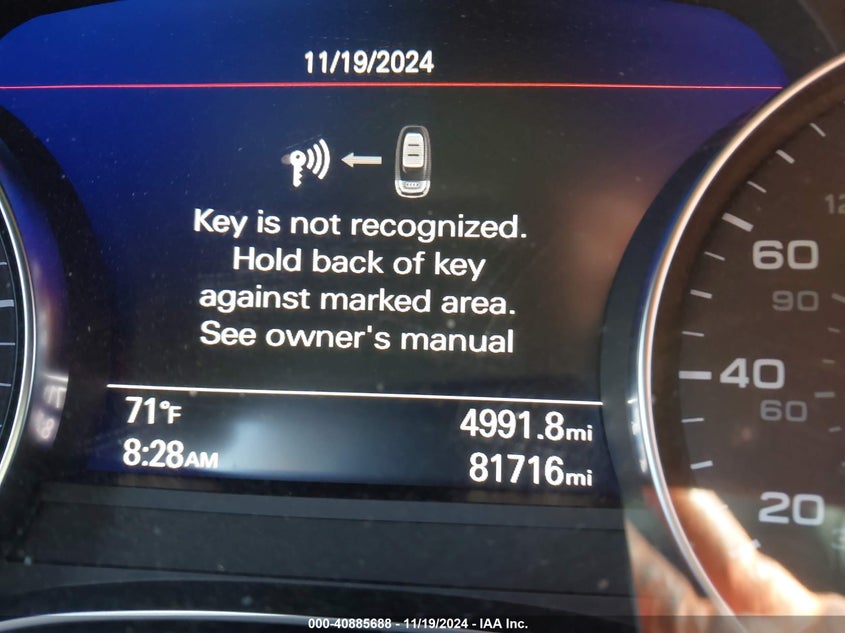 11/19/2024
Key is not recognized.
Hold back of key
against marked area.
See owner's manual
71°F
4991.8mi
8:28AM
81716mi
60
90
40
60
20
000-40885688 - 11/19/2024 - IAA Inc.